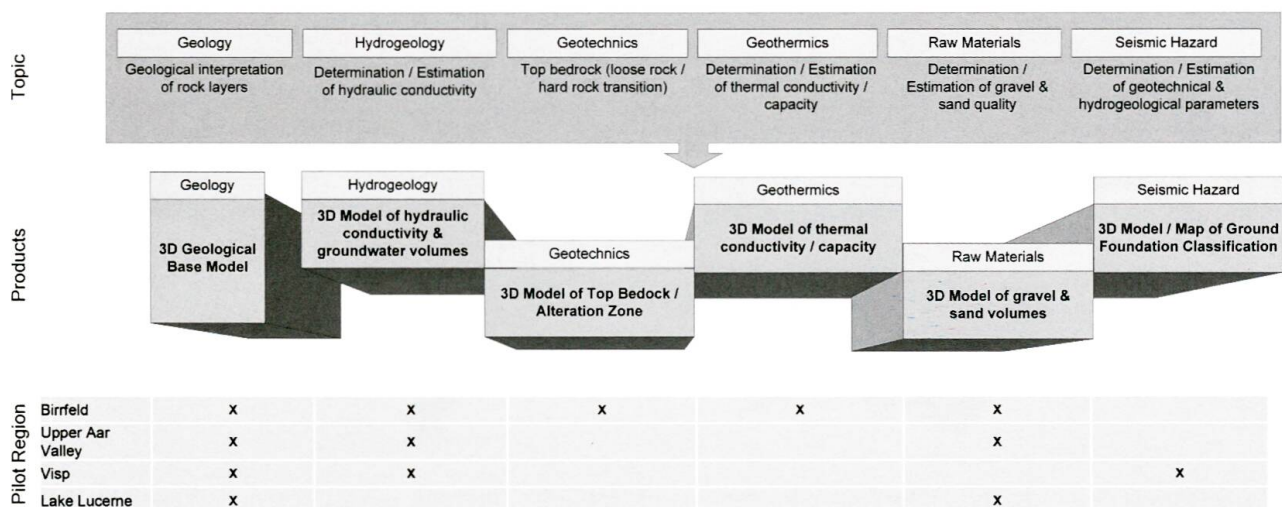 Topic
Geology
Geological interpretation
of rock layers
Hydrogeology
Determination / Estimation
of hydraulic conductivity
Geotechnics
Top bedrock (loose rock /
hard rock transition)
Geothermics
Determination / Estimation
of thermal conductivity /
capacity
Raw Materials
Determination /
Estimation of gravel &
sand quality
Seismic Hazard
Determination / Estimation
of geotechnical &
hydrogeological parameters
Products
Geology
3D Geological
Base Model
Hydrogeology
3D Model of hydraulic
conductivity &
groundwater volumes
Geotechnics
3D Model of Top Bedock /
Alteration Zone
Geothermics
3D Model of thermal
conductivity / capacity
Raw Materials
3D Model of gravel &
sand volumes
Seismic Hazard
3D Model / Map of Ground
Foundation Classification
Pilot Region
Birrfeld x x x x x
Upper Aar
Valley x x x
Visp x x x
Lake Lucerne x x